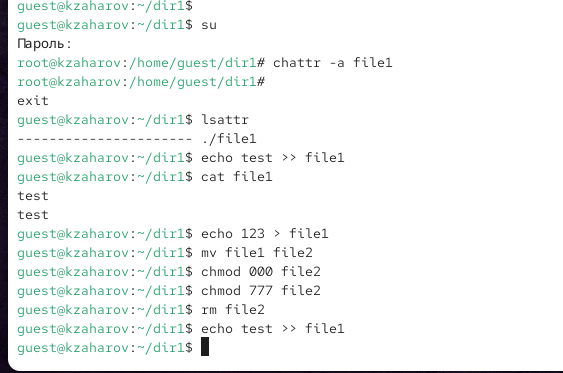 guest@kzaharov:~/dir1$
guest@kzaharov:~/dir1$ su
Пароль:
root@kzaharov:/home/guest/dir1# chattr -a file1
root@kzaharov:/home/guest/dir1#
exit
guest@kzaharov:~/dir1$ lsattr
---------------------- ./file1
guest@kzaharov:~/dir1$ echo test >> file1
guest@kzaharov:~/dir1$ cat file1
test
test
guest@kzaharov:~/dir1$ echo 123 > file1
guest@kzaharov:~/dir1$ mv file1 file2
guest@kzaharov:~/dir1$ chmod 000 file2
guest@kzaharov:~/dir1$ chmod 777 file2
guest@kzaharov:~/dir1$ rm file2
guest@kzaharov:~/dir1$ echo test >> file1
guest@kzaharov:~/dir1$